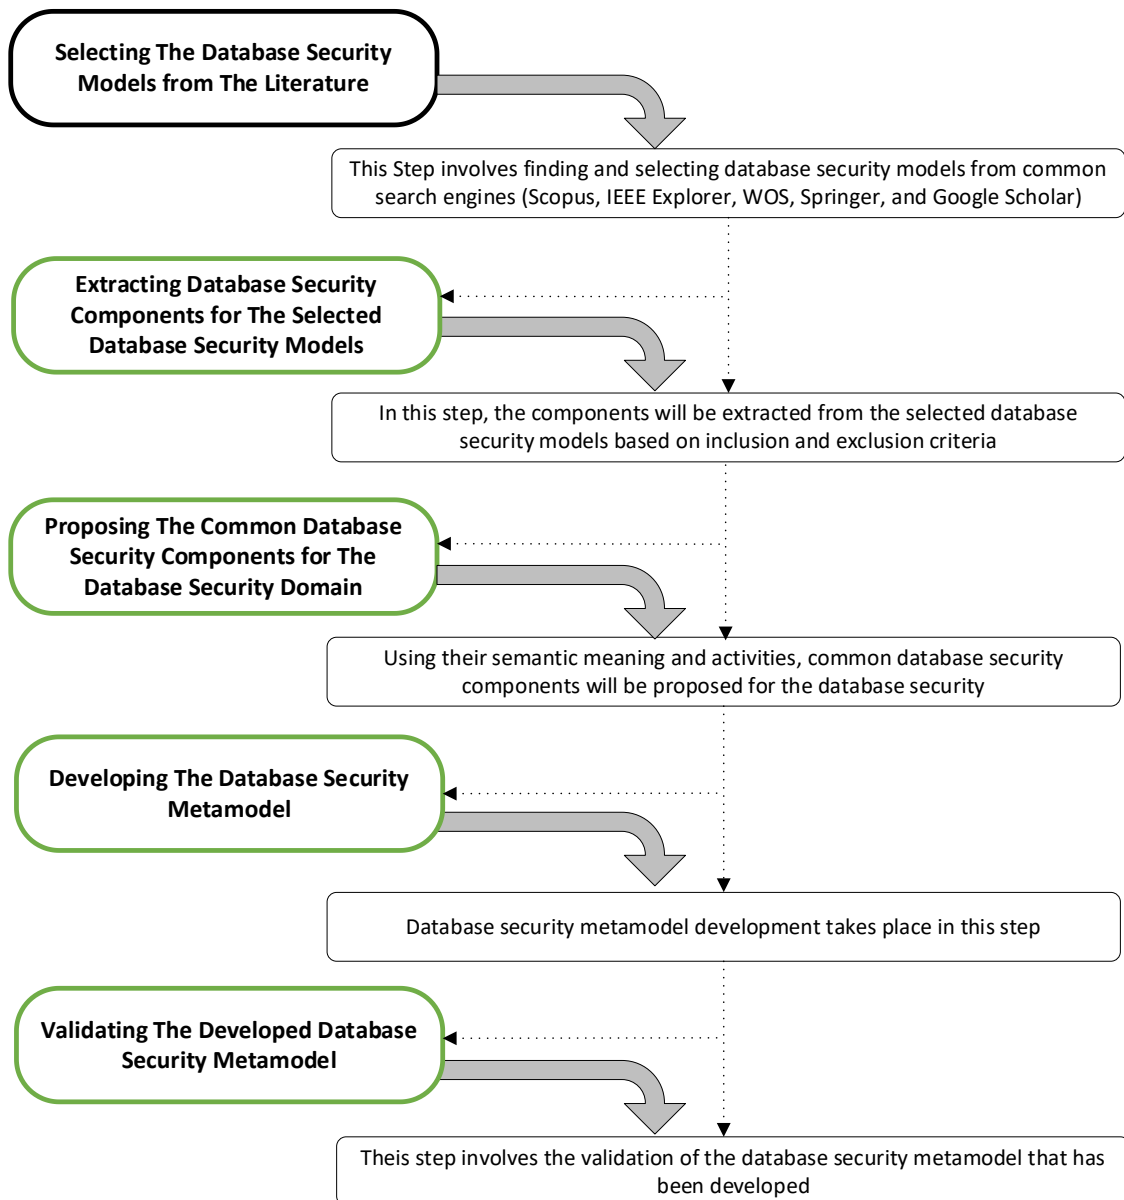 Selecting The Database Security
Models from The Literature
This Step involves finding and selecting database security models from common
search engines (Scopus, IEEE Explorer, WOS, Springer, and Google Scholar)
Extracting Database Security
Components for The Selected
Database Security Models
In this step, the components will be extracted from the selected database
security models based on inclusion and exclusion criteria
Proposing The Common Database
Security Components for The
Database Security Domain
Using their semantic meaning and activities, common database security
components will be proposed for the database security
Developing The Database Security
Metamodel
Database security metamodel development takes place in this step
Validating The Developed Database
Security Metamodel
Theis step involves the validation of the database security metamodel that has
been developed